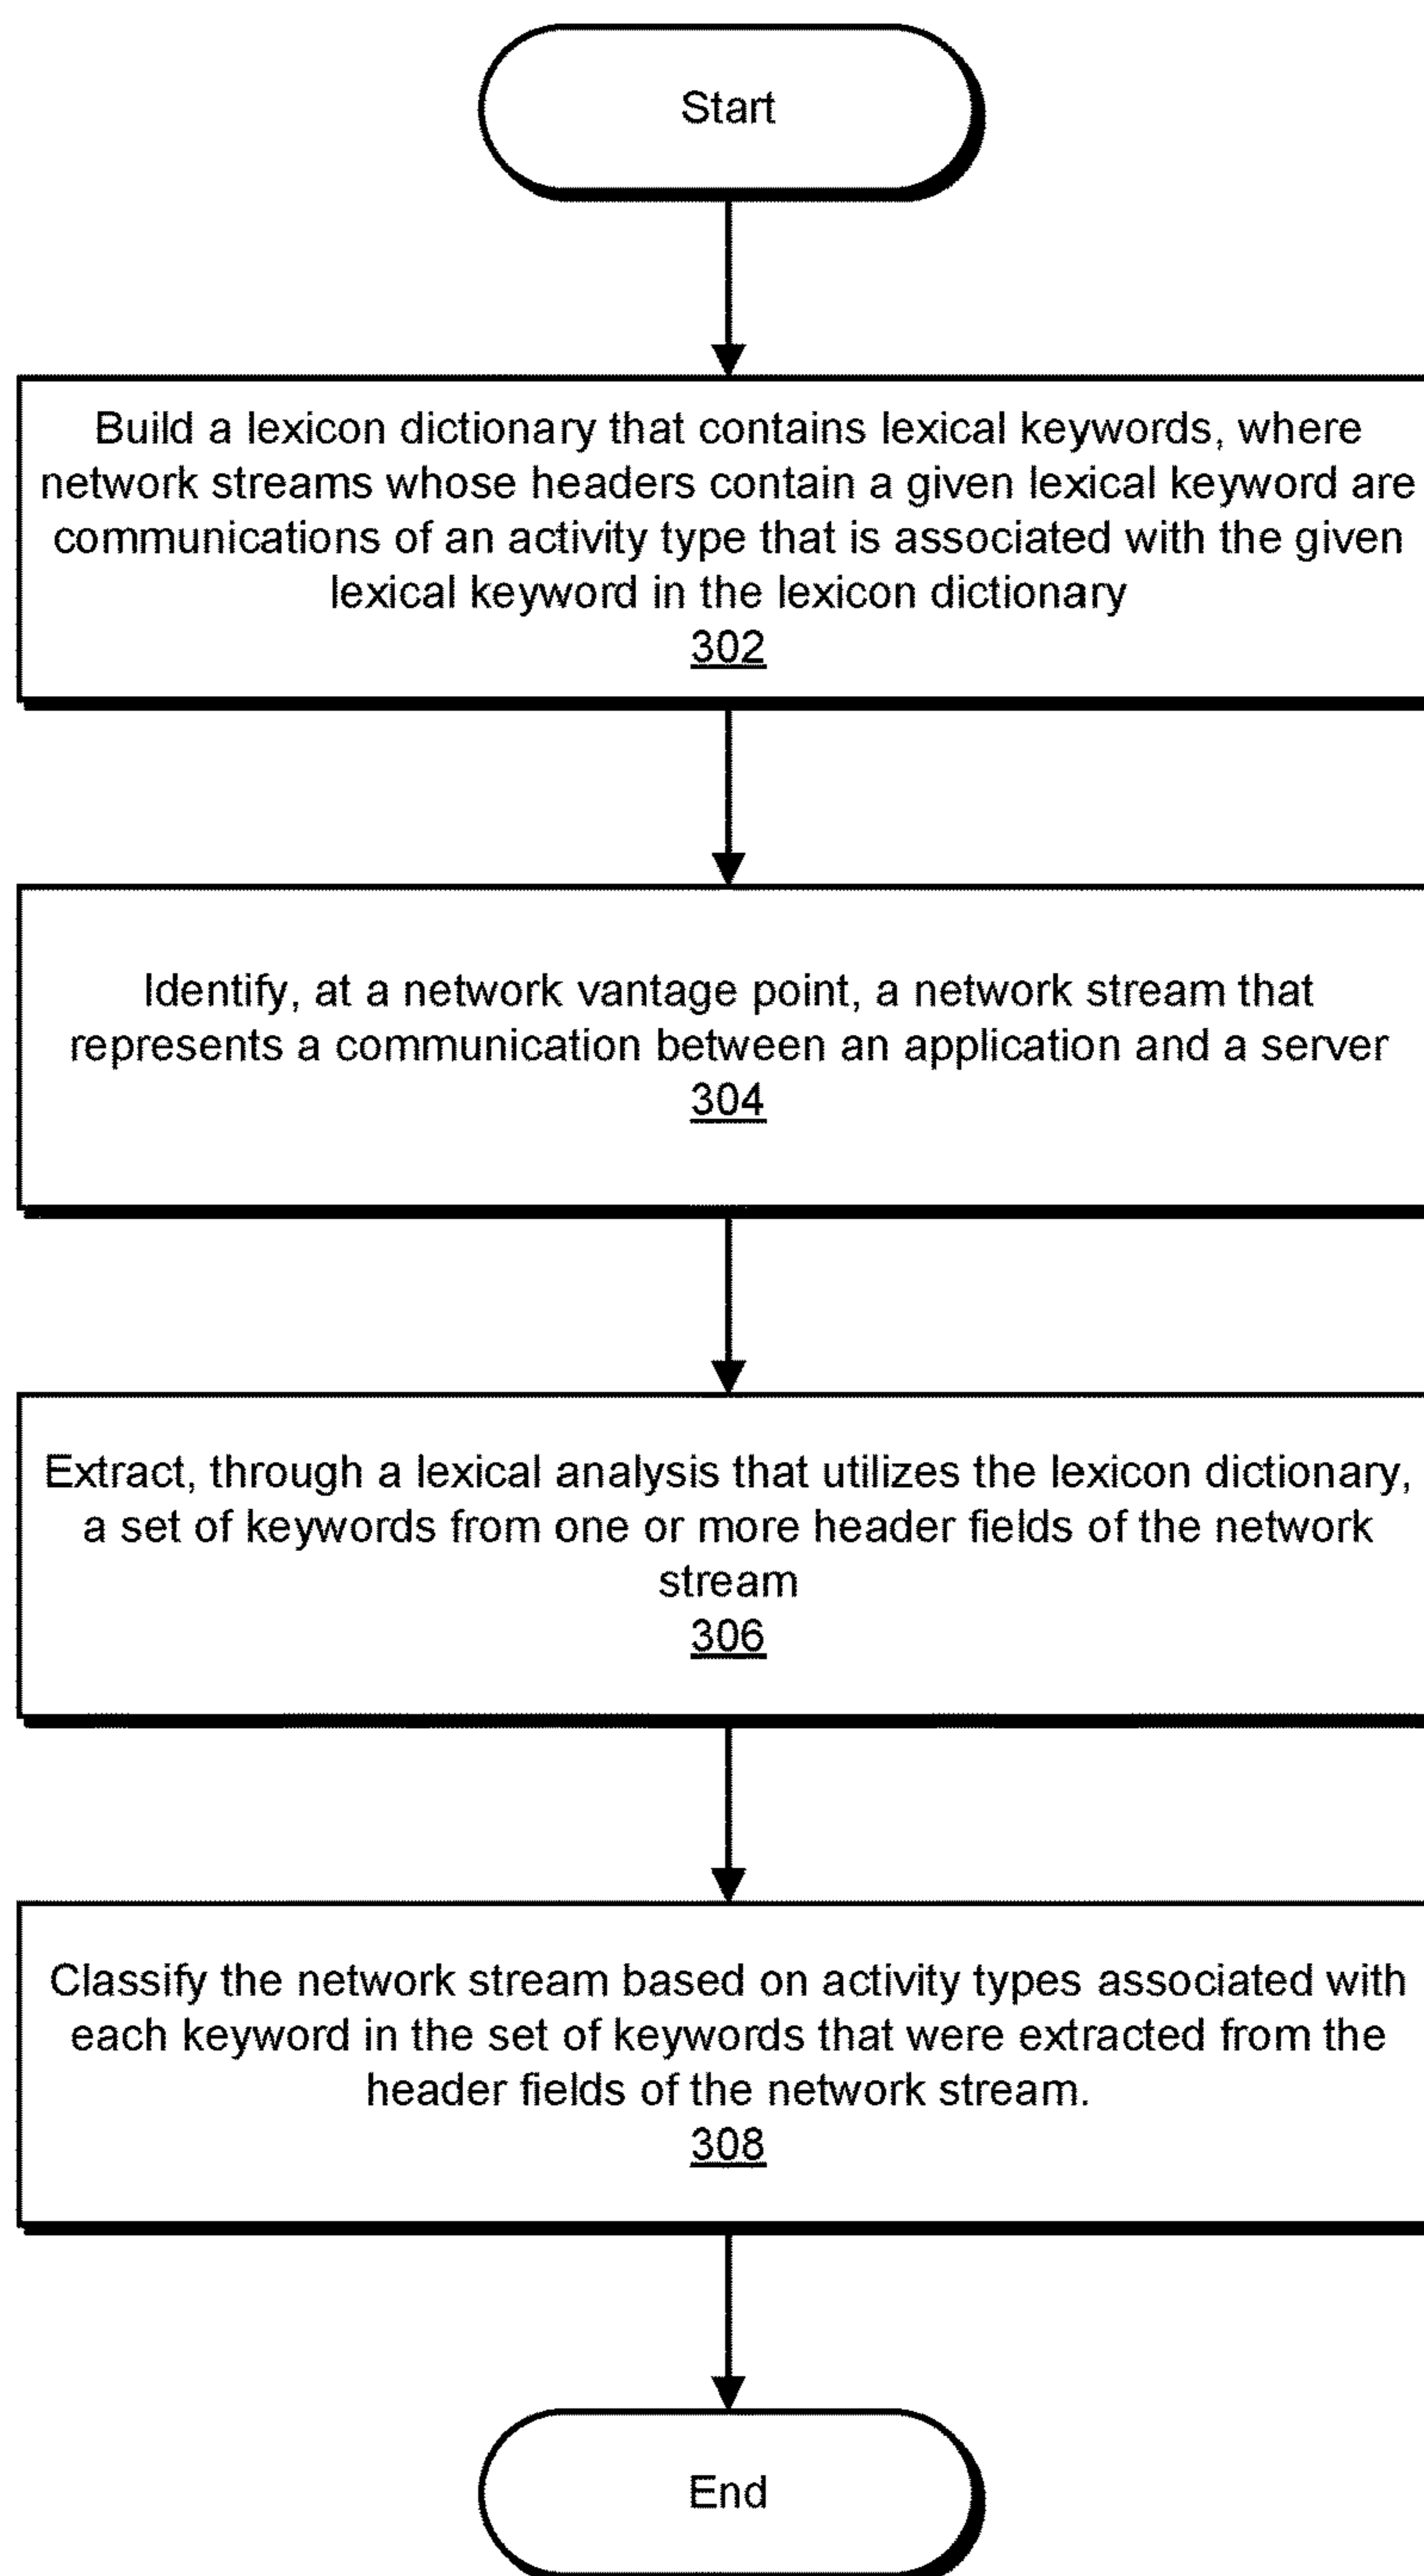 Start
Build a lexicon dictionary that contains lexical keywords, where
network streams whose headers contain a given lexical keyword are
communications of an activity type that is associated with the given
lexical keyword in the lexicon dictionary
302
Identify, at a network vantage point, a network stream that
represents a communication between an application and a server
304
Extract, through a lexical analysis that utilizes the lexicon dictionary,
a set of keywords from one or more header fields of the network
stream
306
Classify the network stream based on activity types associated with
each keyword in the set of keywords that were extracted from the
header fields of the network stream.
308
End